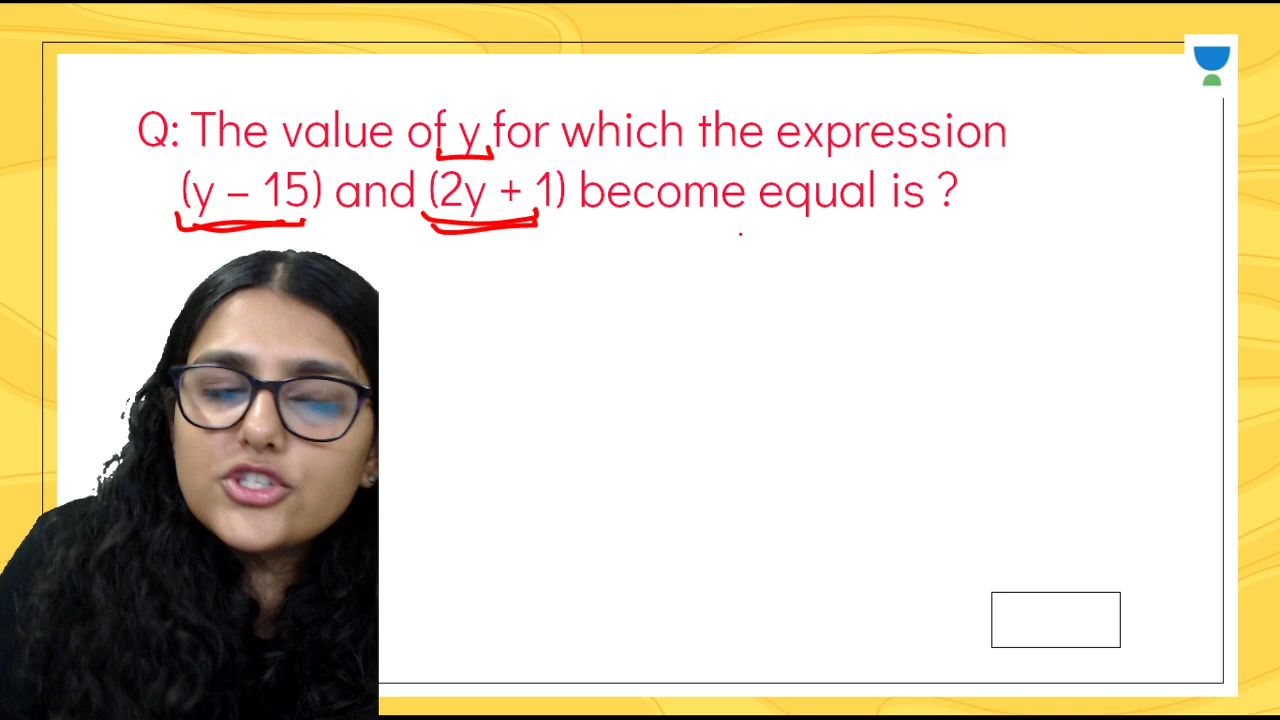 Q: The value of y for which the expression
(y – 15) and (2y + 1) become equal is ?